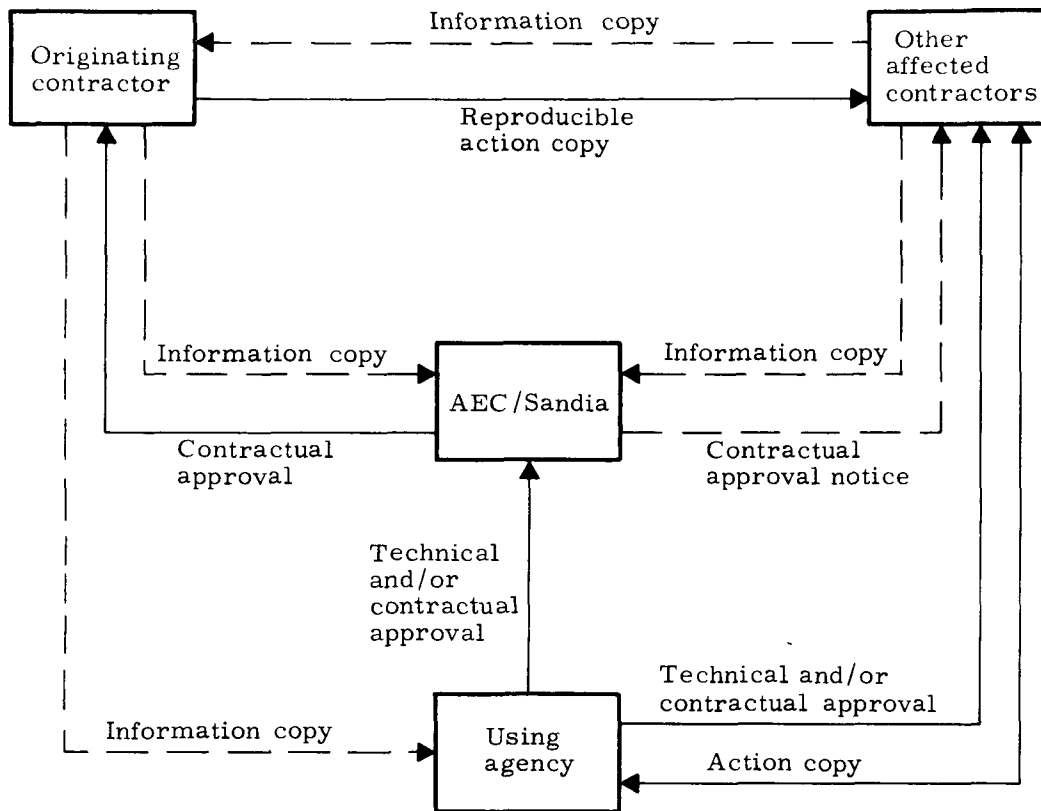 Information copy
Originating
contractor
Other
affected
contractors
Reproducible
action copy
Information copy
Information copy
AEC/Sandia
Contractual
approval
Contractual
approval notice
Technical
and/or
contractual
approval
Technical and/or
contractual approval
Information copy
Using
agency
Action copy